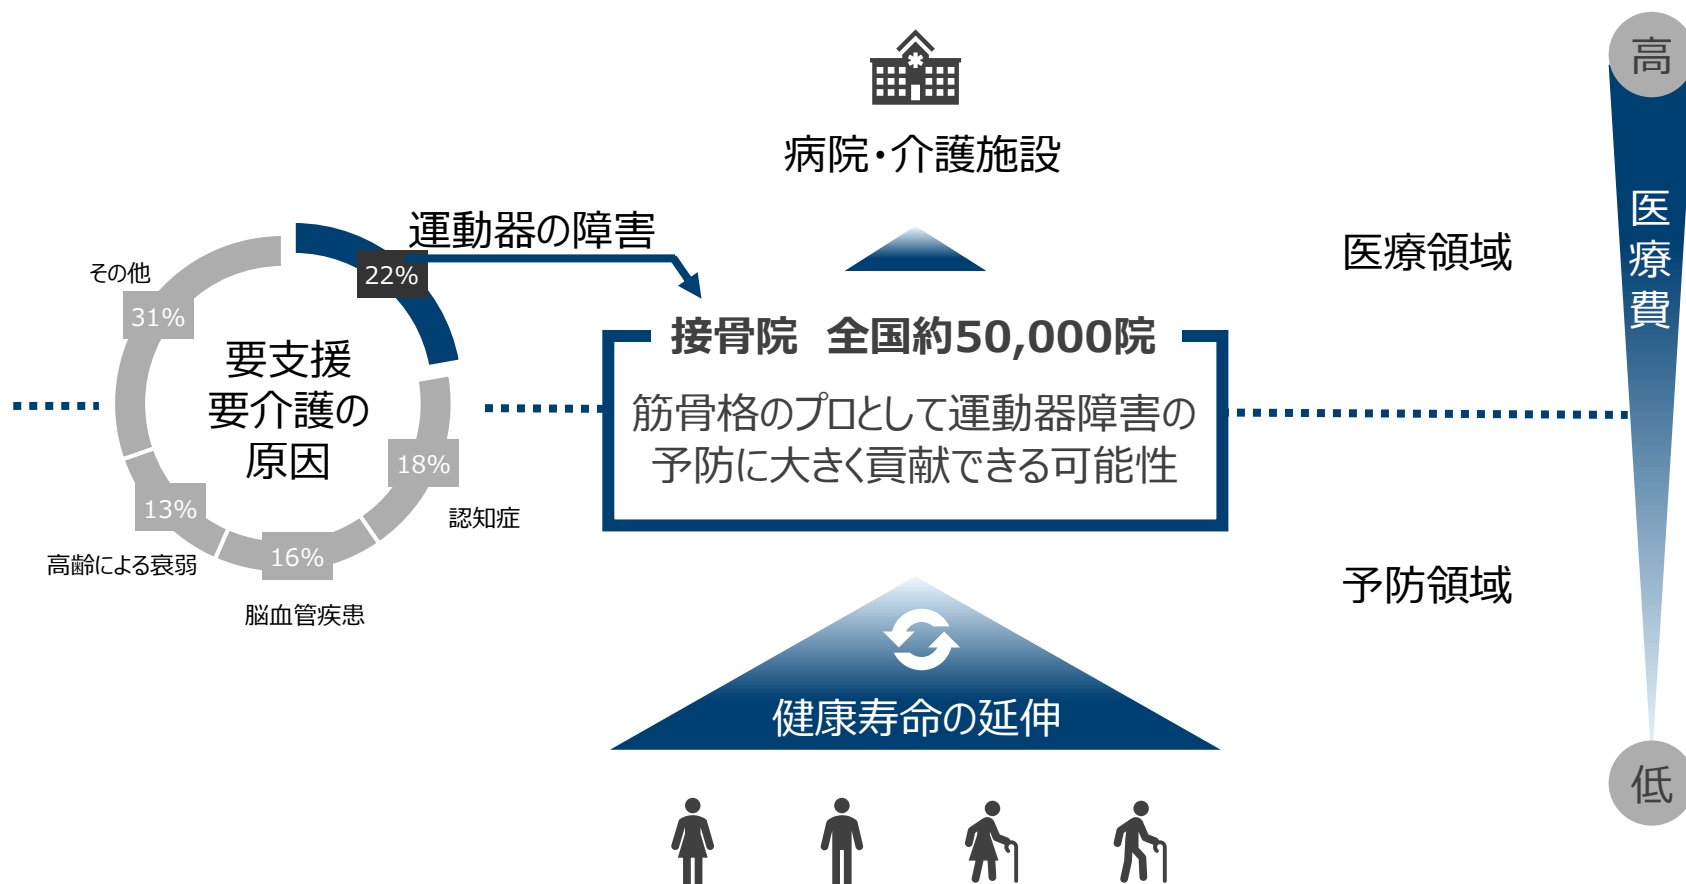 病院・介護施設
高
医療費
医療領域
運動器の障害
22%
その他
31%
要支援
要介護の
原因
18%
認知症
13%
高齢による衰弱
16%
脳血管疾患
接骨院 全国約50,000院
筋骨格のプロとして運動器障害の
予防に大きく貢献できる可能性
予防領域
健康寿命の延伸
低